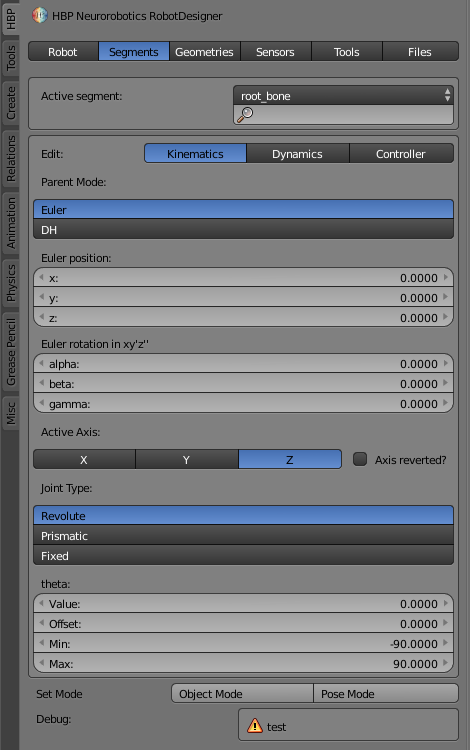 HBP Neurorobotics RobotDesigner
HBP
Tools
Create
Relations
Animation
Physics
Grease Pencil
Misc
Robot Segments Geometries Sensors Tools Files
Active segment: root_bone
Edit: Kinematics Dynamics Controller
Parent Mode:
Euler
DH
Euler position:
x: 0.0000
y: 0.0000
z: 0.0000
Euler rotation in xy'z''
alpha: 0.0000
beta: 0.0000
gamma: 0.0000
Active Axis:
X Y Z Axis reverted?
Joint Type:
Revolute
Prismatic
Fixed
theta:
Value: 0.0000
Offset: 0.0000
Min: -90.0000
Max: 90.0000
Set Mode Object Mode Pose Mode
Debug: test